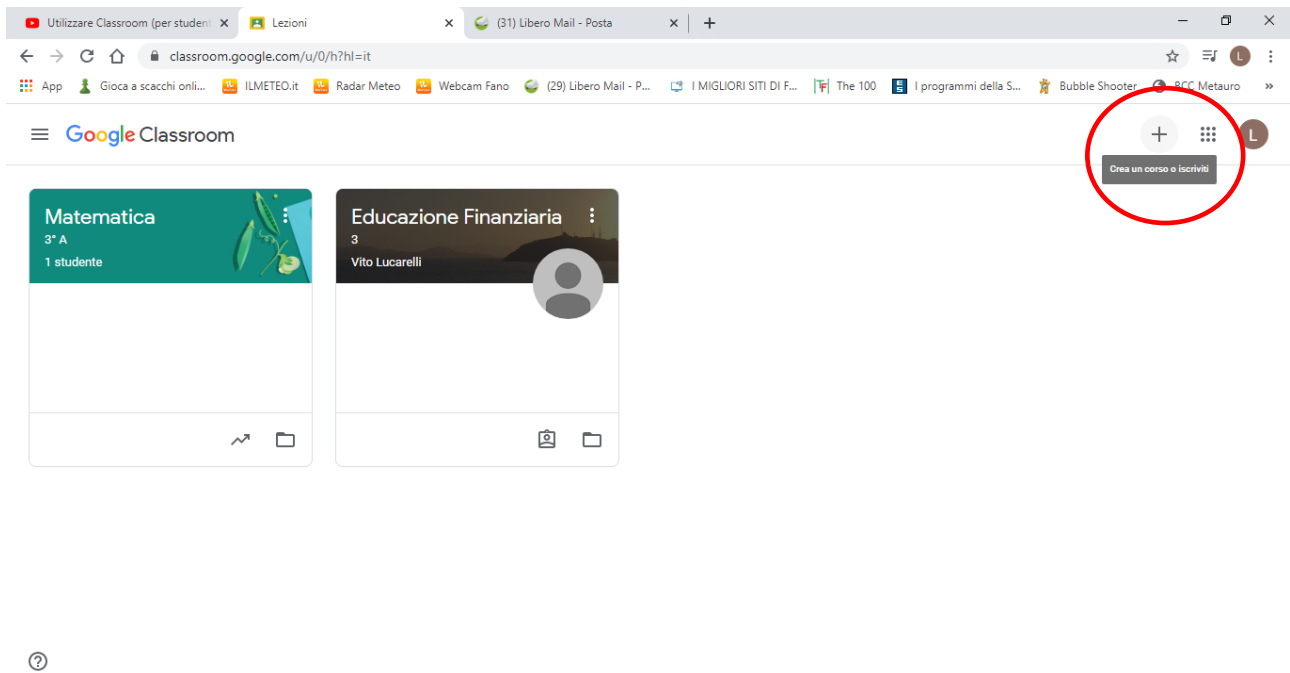 Utilizzare Classroom (per student
Lezioni
(31) Libero Mail - Posta
classroom.google.com/u/0/h?hl=it
L
App
Gioca a scacchi onli...
ILMETEO.it
Radar Meteo
Webcam Fano
(29) Libero Mail - P...
I MIGLIORI SITI DI F...
The 100
I programmi della S...
Bubble Shooter
BCC Metauro
»
Google Classroom
L
Crea un corso o iscriviti
Matematica
3° A
1 studente
Educazione Finanziaria
3
Vito Lucarelli